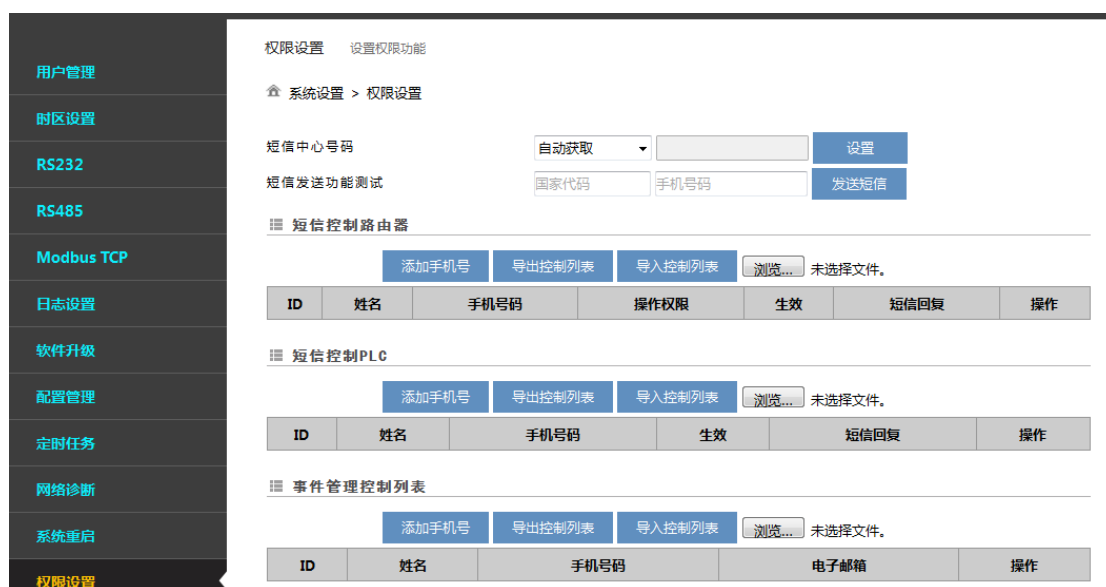 用户管理
时区设置
RS232
RS485
Modbus TCP
日志设置
软件升级
配置管理
定时任务
网络诊断
系统重启
权限设置
权限设置 设置权限功能
系统设置 > 权限设置
短信中心号码 自动获取 设置
短信发送功能测试 国家代码 手机号码 发送短信
短信控制路由器
添加手机号 导出控制列表 导入控制列表 浏览... 未选择文件。
ID 姓名 手机号码 操作权限 生效 短信回复 操作
短信控制PLC
添加手机号 导出控制列表 导入控制列表 浏览... 未选择文件。
ID 姓名 手机号码 生效 短信回复 操作
事件管理控制列表
添加手机号 导出控制列表 导入控制列表 浏览... 未选择文件。
ID 姓名 手机号码 电子邮箱 操作